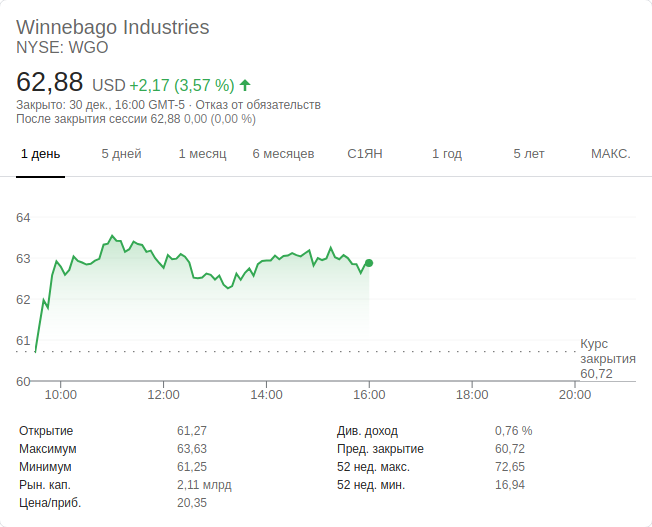 Winnebago Industries
NYSE: WGO
62,88 USD +2,17 (3,57 %)
Закрыто: 30 дек., 16:00 GMT-5 · Отказ от обязательств
После закрытия сессии 62,88 0,00 (0,00 %)
1 день 5 дней 1 месяц 6 месяцев С1ЯН 1 год 5 лет МАКС.
64
63
62
61
60
Курс
закрытия
60,72
10:00 12:00 14:00 16:00 18:00 20:00
Открытие 61,27 Див. доход 0,76 %
Максимум 63,63 Пред. закрытие 60,72
Минимум 61,25 52 нед. макс. 72,65
Рын. кап. 2,11 млрд 52 нед. мин. 16,94
Цена/приб. 20,35